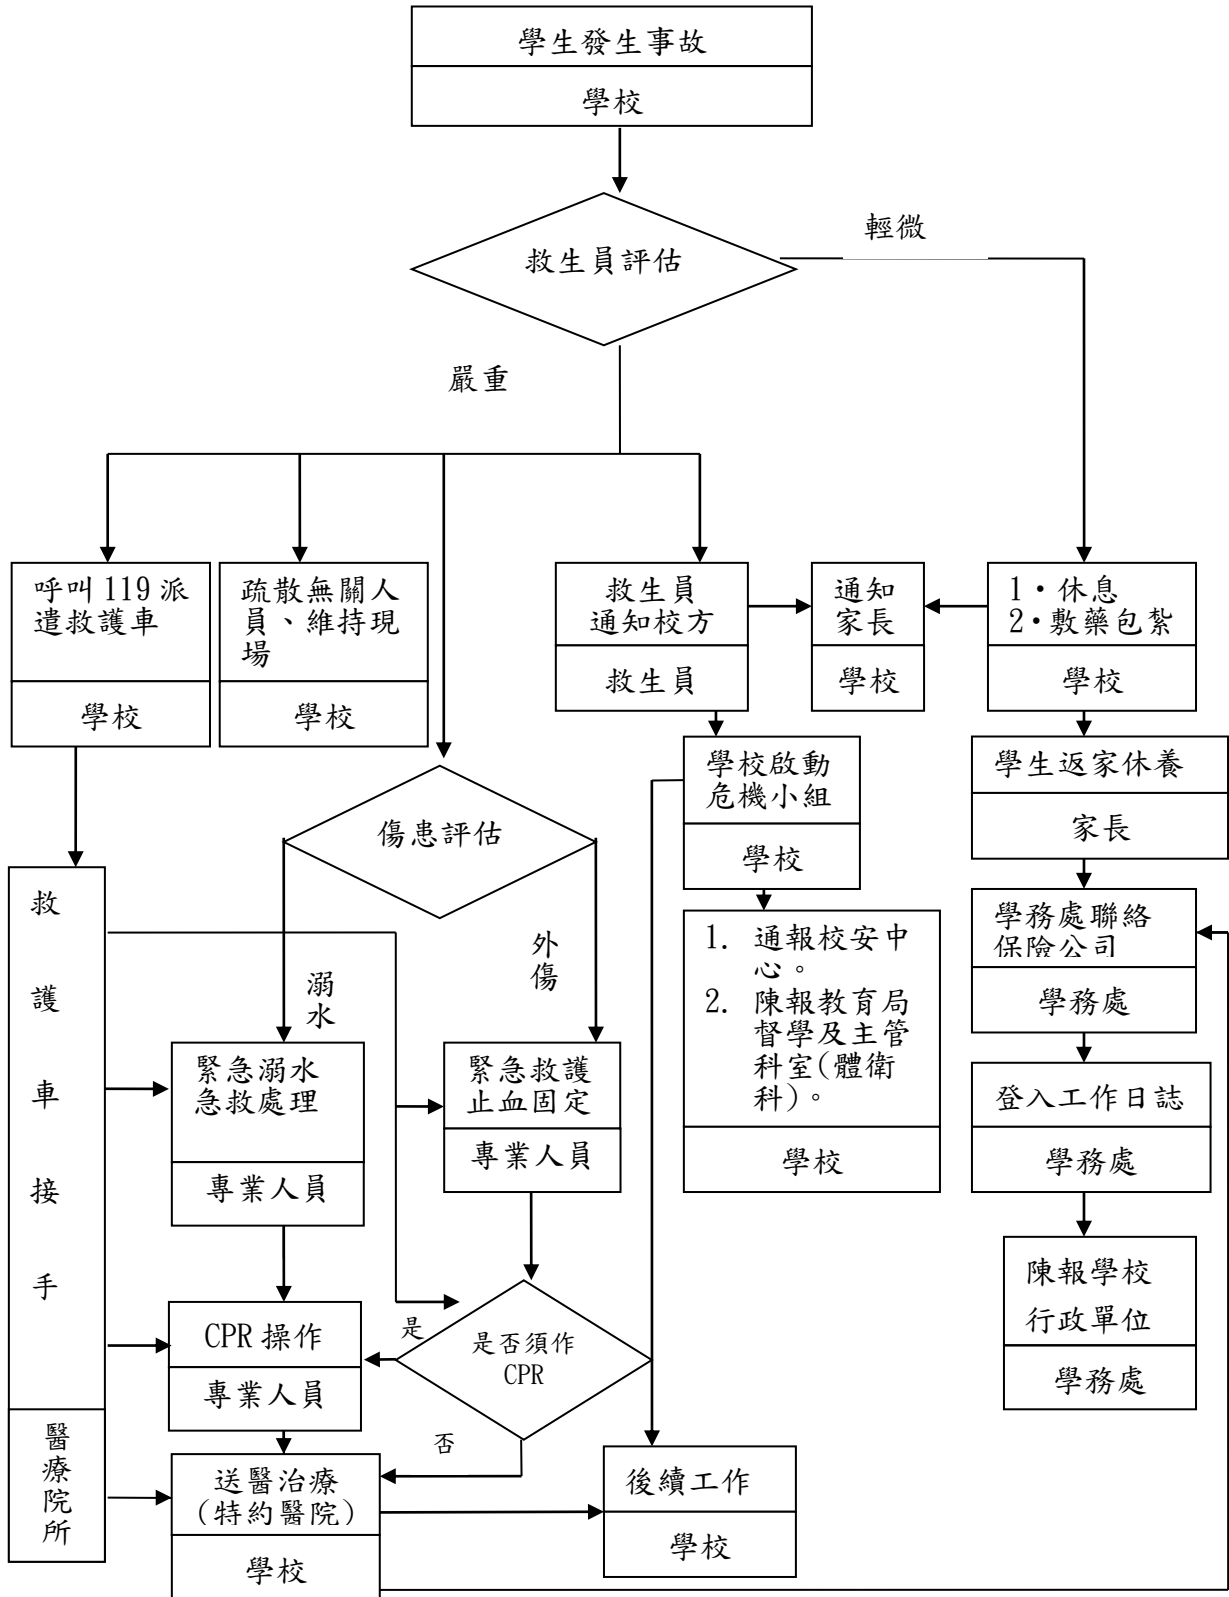 學生發生事故
學校
救生員評估
輕微
嚴重
呼叫119派
遣救護車
學校
疏散無關人
員、維持現
場
學校
救生員
通知校方
救生員
通知
家長
學校
1·休息
2·敷藥包紮
學校
學校啟動
危機小組
學校
學生返家休養
家長
傷患評估
溺水
外傷
救護車接手
醫療院所
1. 通報校安中
心。
2. 陳報教育局
督學及主管
科室(體衛
科)。
學校
學務處聯絡
保險公司
學務處
緊急溺水
急救處理
專業人員
緊急救護
止血固定
專業人員
登入工作日誌
學務處
陳報學校
行政單位
學務處
CPR操作
專業人員
是
是否須作
CPR
否
送醫治療
(特約醫院)
學校
後續工作
學校